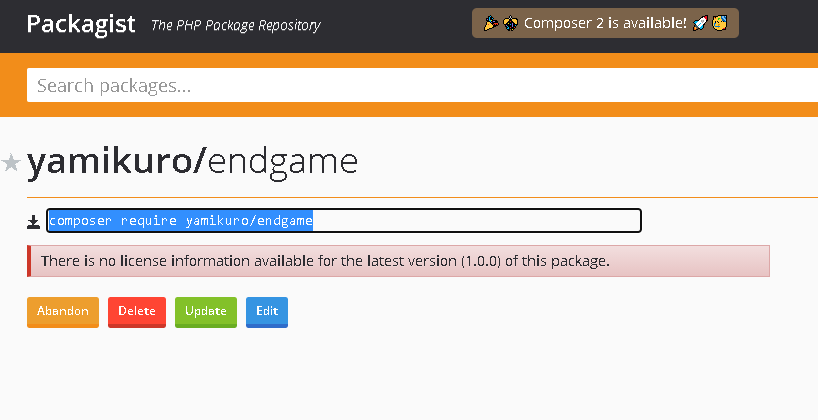 Packagist The PHP Package Repository
Composer 2 is available!
Search packages...
yamikuro/endgame
composer require yamikuro/endgame
There is no license information available for the latest version (1.0.0) of this package.
Abandon Delete Update Edit